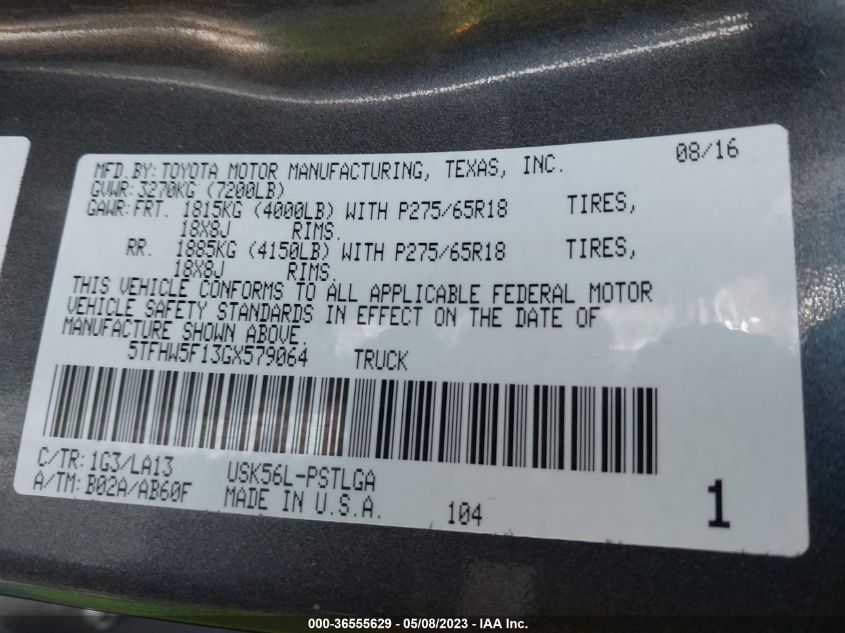 MFD.BY:TOYOTA MOTOR MANUFACTURING, TEXAS, INC. 08/16
GVWR:3270KG (7200LB)
GAWR:FRT. 1815KG (4000LB) WITH P275/65R18 TIRES,
18X8J RIMS.
RR. 1885KG (4150LB) WITH P275/65R18 TIRES,
18X8J RIMS.
THIS VEHICLE CONFORMS TO ALL APPLICABLE FEDERAL MOTOR
VEHICLE SAFETY STANDARDS IN EFFECT ON THE DATE OF
MANUFACTURE SHOWN ABOVE.
5TFHW5F13GX579064 TRUCK
C/TR:1G3/LA13 USK56L-PSTLGA
A/TM:B02A/AB60F MADE IN U.S.A. 104 1
000-36555629 - 05/08/2023 - IAA Inc.